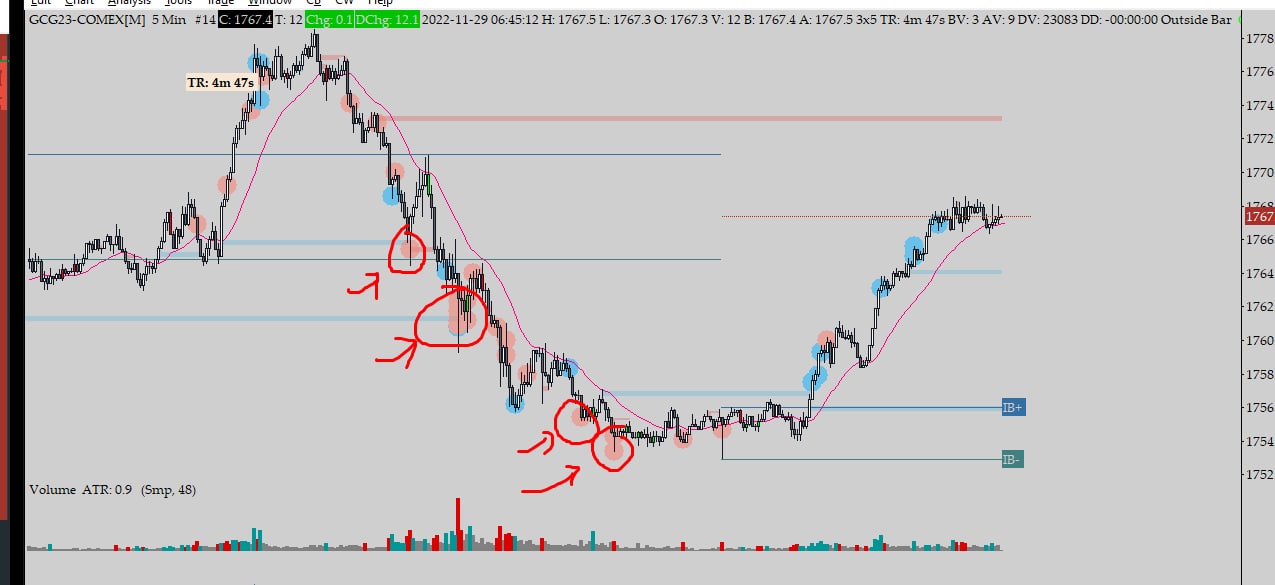 Edit Chart Analysis Tools Trade Window CB CW Help
GCG23-COMEX[M] 5 Min #14 C: 1767.4 T: 12 Chg: 0.1 DChg: 12.1 2022-11-29 06:45:12 H: 1767.5 L: 1767.3 O: 1767.3 V: 12 B: 1767.4 A: 1767.5 3x5 TR: 4m 47s BV: 3 AV: 9 DV: 23083 DD: -00:00:00 Outside Bar
1778
1776
TR: 4m 47s
1774
1772
1770
1768
1767
1766
1764
1762
1760
1758
1756
IB+
1754
IB-
1752
Volume ATR: 0.9 (Smp, 48)